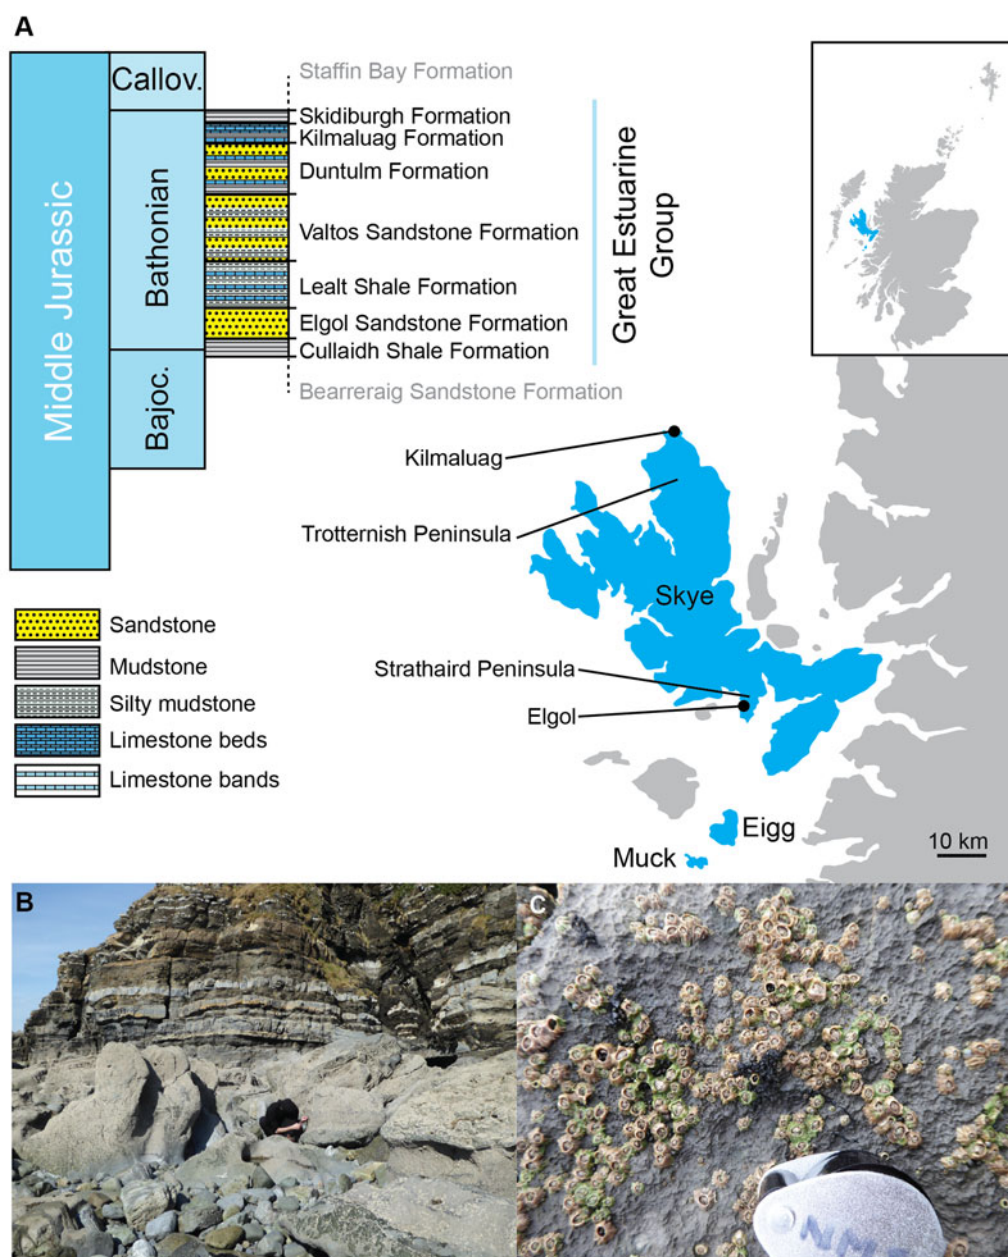 A
Middle Jurassic
Callov.
Bathonian
Bajoc.
Staffin Bay Formation
Skidiburgh Formation
Kilmaluag Formation
Duntulm Formation
Valtos Sandstone Formation
Lealt Shale Formation
Elgol Sandstone Formation
Cullaidh Shale Formation
Bearreraig Sandstone Formation
Great Estuarine
Group
Sandstone
Mudstone
Silty mudstone
Limestone beds
Limestone bands
Kilmaluag
Trotternish Peninsula
Skye
Strathaird Peninsula
Elgol
Eigg
Muck
10 km
B
C